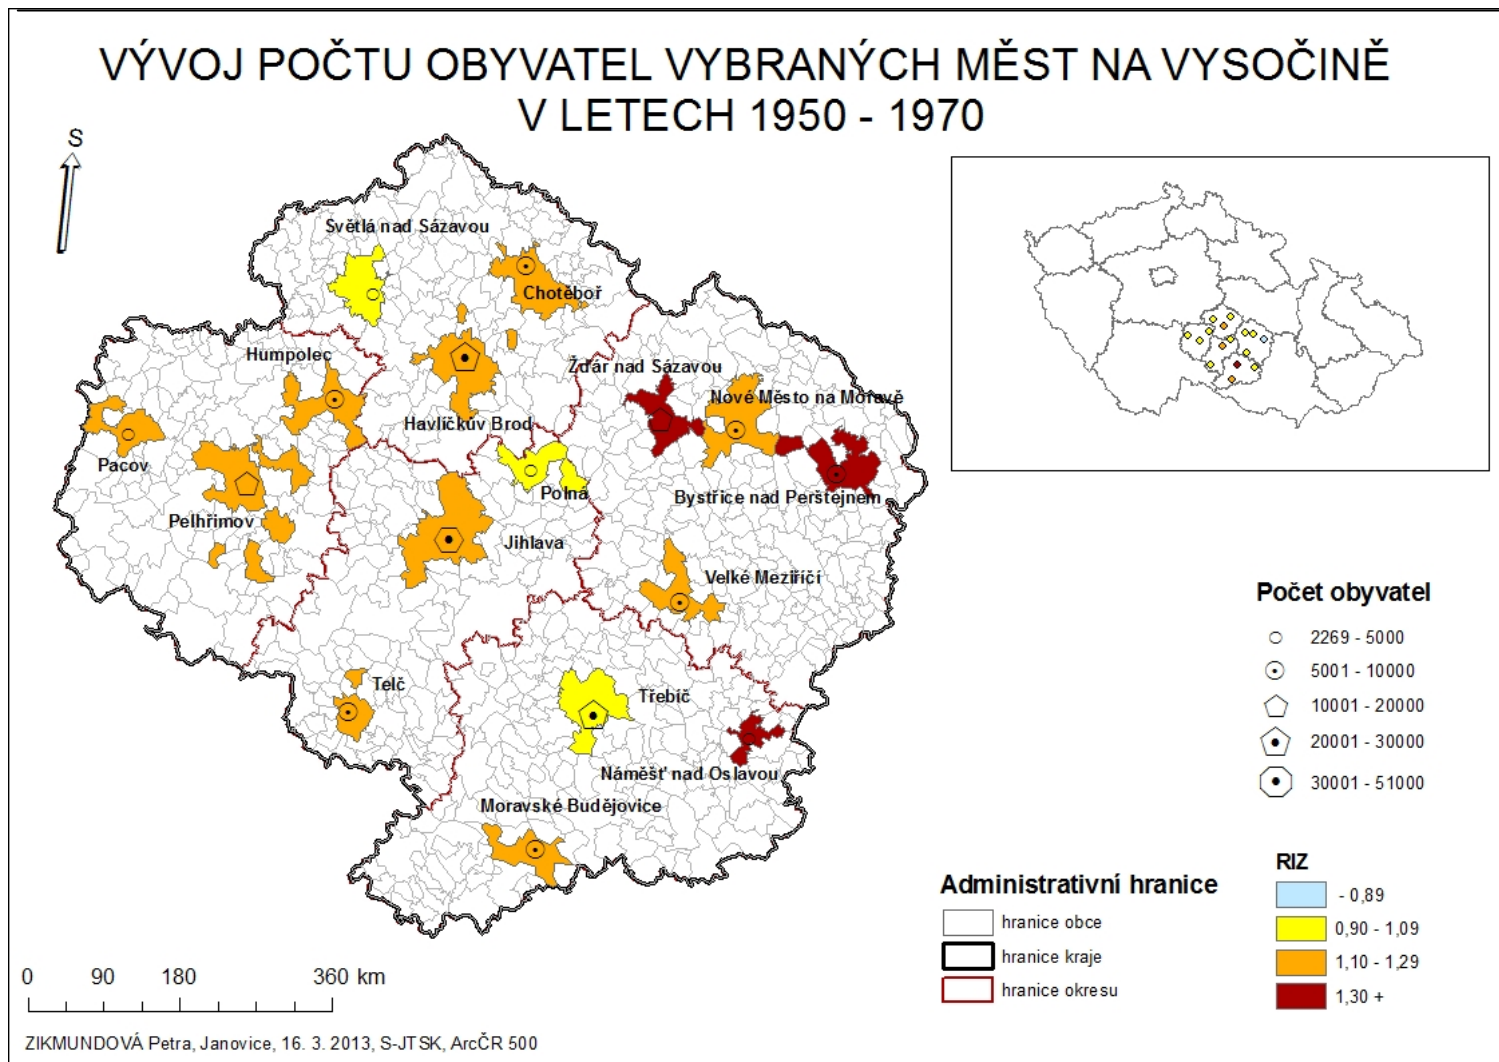 VÝVOJ POČTU OBYVATEL VYBRANÝCH MĚST NA VYSOČINĚ
V LETECH 1950 - 1970
S
Světlá nad Sázavou
Chotěboř
Humpolec
Žďár nad Sázavou
Nové Město na Moravě
Havlíčkův Brod
Pacov
Polná
Bystřice nad Perštejnem
Pelhřimov
Jihlava
Velké Meziříčí
Telč
Třebíč
Náměšť nad Oslavou
Moravské Budějovice
Počet obyvatel
2269 - 5000
5001 - 10000
10001 - 20000
20001 - 30000
30001 - 51000
Administrativní hranice
hranice obce
hranice kraje
hranice okresu
RIZ
- 0,89
0,90 - 1,09
1,10 - 1,29
1,30 +
0 90 180 360 km
ZIKMUNDOVÁ Petra, Janovice, 16. 3. 2013, S-JTSK, ArcČR 500